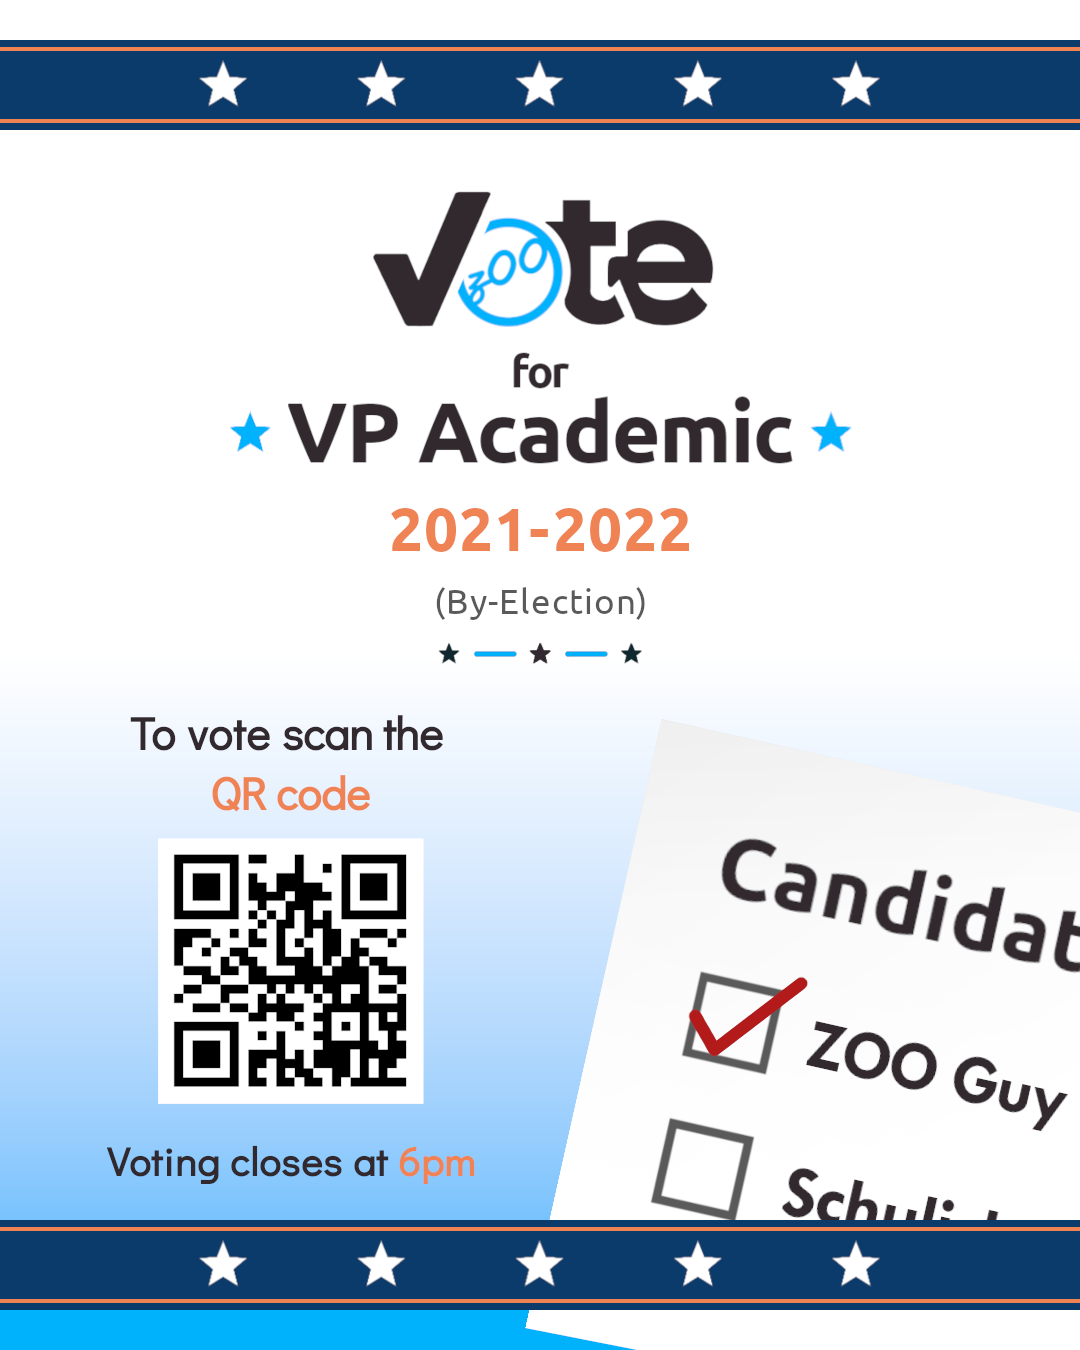 Vote
ZOO
for
VP Academic
2021-2022
(By-Election)
To vote scan the
QR code
Voting closes at 6pm
Candidat
ZOO Guy